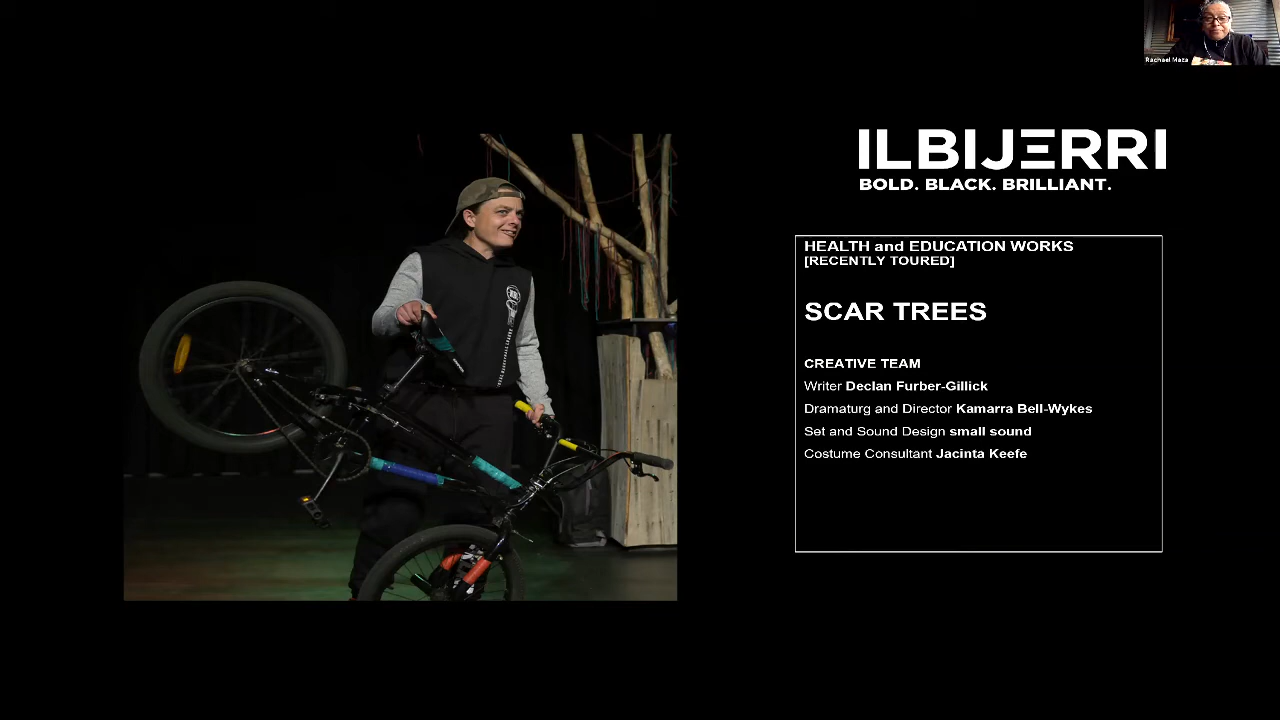 Rachael Maza
ILBIJERRI
BOLD. BLACK. BRILLIANT.
HEALTH and EDUCATION WORKS
[RECENTLY TOURED]
SCAR TREES
CREATIVE TEAM
Writer Declan Furber-Gillick
Dramaturg and Director Kamarra Bell-Wykes
Set and Sound Design small sound
Costume Consultant Jacinta Keefe